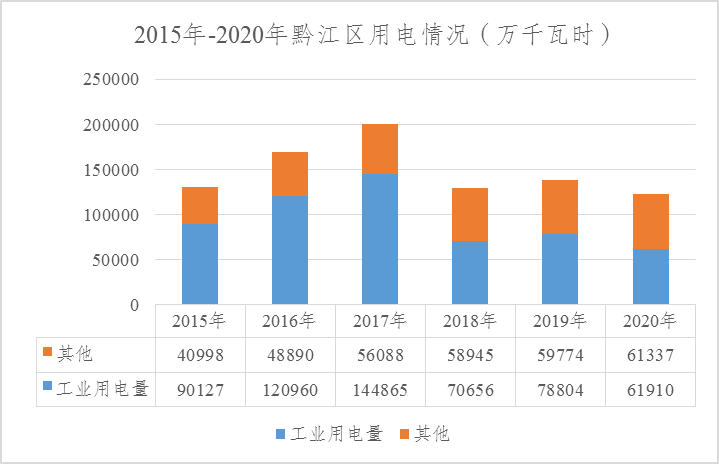 2015年-2020年黔江区用电情况（万千瓦时）
250000
200000
150000
100000
50000
0
2015年 2016年 2017年 2018年 2019年 2020年
其他 40998 48890 56088 58945 59774 61337
工业用电量 90127 120960 144865 70656 78804 61910
工业用电量 其他